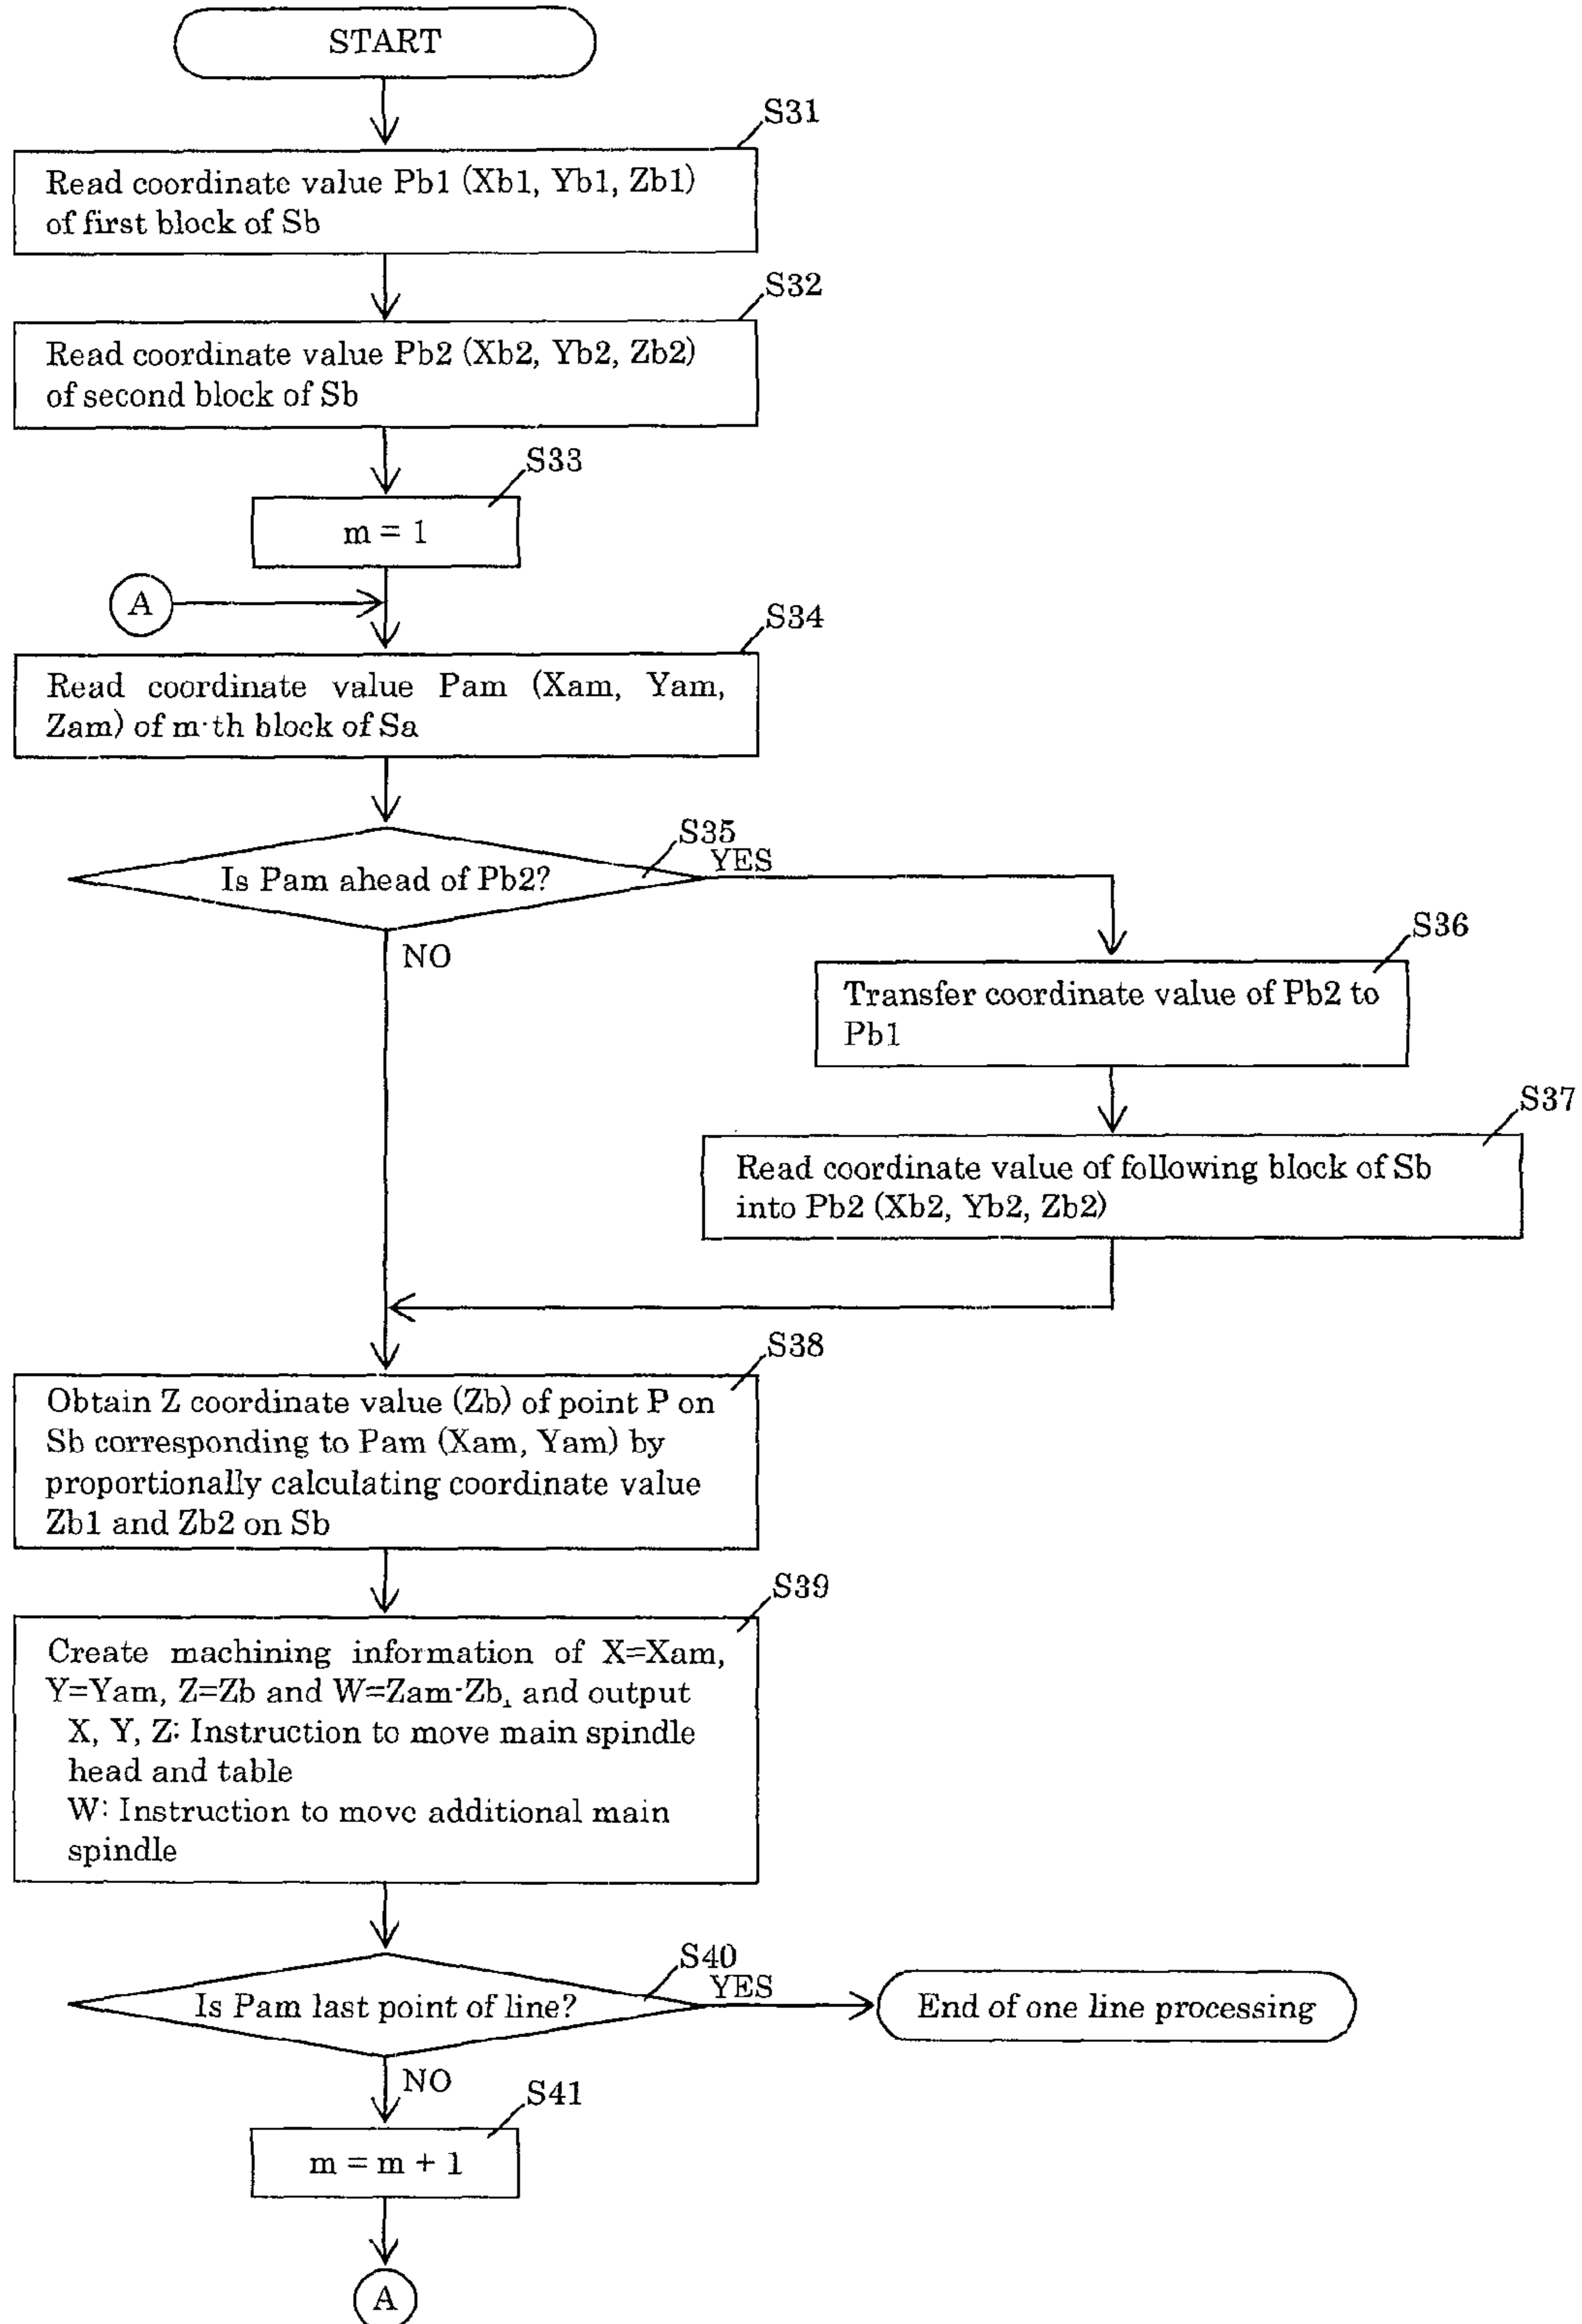 START
S31
Read coordinate value Pb1 (Xb1, Yb1, Zb1)
of first block of Sb
S32
Read coordinate value Pb2 (Xb2, Yb2, Zb2)
of second block of Sb
S33
m = 1
A
S34
Read coordinate value Pam (Xam, Yam,
Zam) of m-th block of Sa
S35
Is Pam ahead of Pb2?
YES
NO
S36
Transfer coordinate value of Pb2 to
Pb1
S37
Read coordinate value of following block of Sb
into Pb2 (Xb2, Yb2, Zb2)
S38
Obtain Z coordinate value (Zb) of point P on
Sb corresponding to Pam (Xam, Yam) by
proportionally calculating coordinate value
Zb1 and Zb2 on Sb
S39
Create machining information of X=Xam,
Y=Yam, Z=Zb and W=Zam-Zb, and output
X, Y, Z: Instruction to move main spindle
head and table
W: Instruction to move additional main
spindle
S40
Is Pam last point of line?
YES
End of one line processing
NO
S41
m = m + 1
A